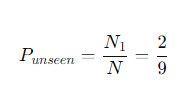 P_{unseen} = \frac{N_1}{N} = \frac{2}{9}